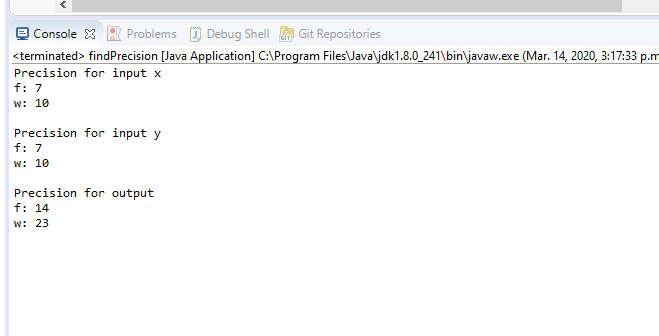 Console Problems Debug Shell Git Repositories
<terminated> findPrecision [Java Application] C:\Program Files\Java\jdk1.8.0_241\bin\javaw.exe (Mar. 14, 2020, 3:17:33 p.m
Precision for input x
f: 7
w: 10
Precision for input y
f: 7
w: 10
Precision for output
f: 14
w: 23